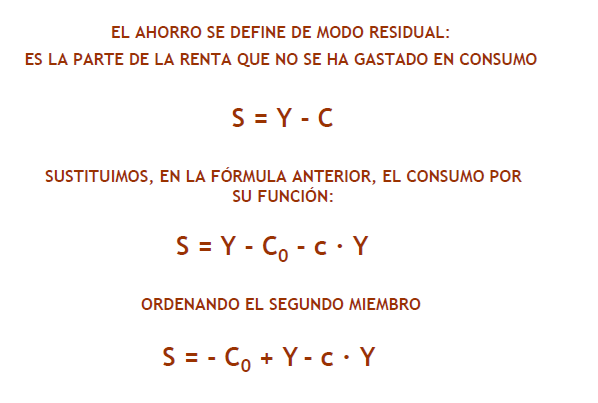 EL AHORRO SE DEFINE DE MODO RESIDUAL:
ES LA PARTE DE LA RENTA QUE NO SE HA GASTADO EN CONSUMO
S = Y - C
SUSTITUIMOS, EN LA FÓRMULA ANTERIOR, EL CONSUMO POR
SU FUNCIÓN:
S = Y - C₀ - c · Y
ORDENANDO EL SEGUNDO MIEMBRO
S = - C₀ + Y - c · Y